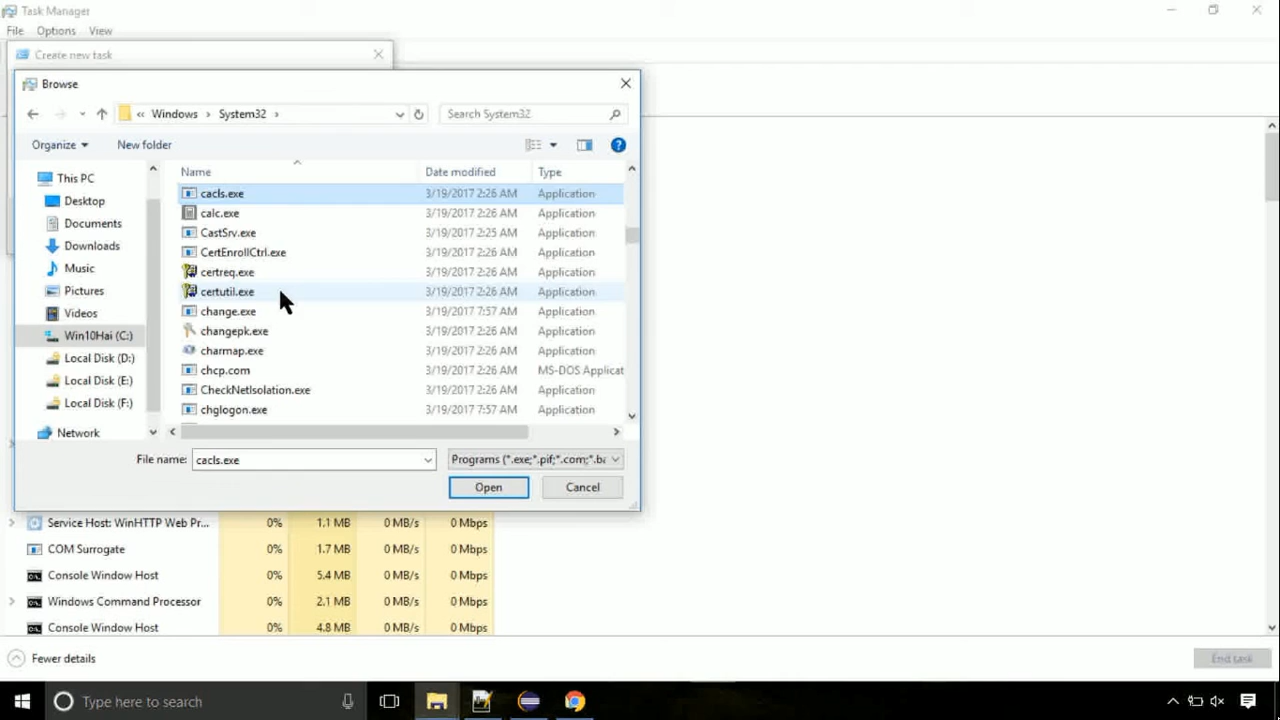 Task Manager
File Options View
Create new task
Browse
« Windows › System32 ›
Search System32
Organize
New folder
Name Date modified Type
This PC
Desktop
Documents
Downloads
Music
Pictures
Videos
Win10Hai (C:)
Local Disk (D:)
Local Disk (E:)
Local Disk (F:)
Network
cacls.exe 3/19/2017 2:26 AM Application
calc.exe 3/19/2017 2:26 AM Application
CastSrv.exe 3/19/2017 2:25 AM Application
CertEnrollCtrl.exe 3/19/2017 2:26 AM Application
certreq.exe 3/19/2017 2:26 AM Application
certutil.exe 3/19/2017 2:26 AM Application
change.exe 3/19/2017 7:57 AM Application
changepk.exe 3/19/2017 2:26 AM Application
charmap.exe 3/19/2017 2:26 AM Application
chcp.com 3/19/2017 2:26 AM MS-DOS Applicat
CheckNetIsolation.exe 3/19/2017 2:26 AM Application
chglogon.exe 3/19/2017 7:57 AM Application
File name: cacls.exe
Programs (*.exe;*.pif;*.com;*.ba
Open
Cancel
Service Host: WinHTTP Web Pr... 0% 1.1 MB 0 MB/s 0 Mbps
COM Surrogate 0% 1.7 MB 0 MB/s 0 Mbps
Console Window Host 0% 5.4 MB 0 MB/s 0 Mbps
Windows Command Processor 0% 2.1 MB 0 MB/s 0 Mbps
Console Window Host 0% 4.8 MB 0 MB/s 0 Mbps
Fewer details
End task
Type here to search